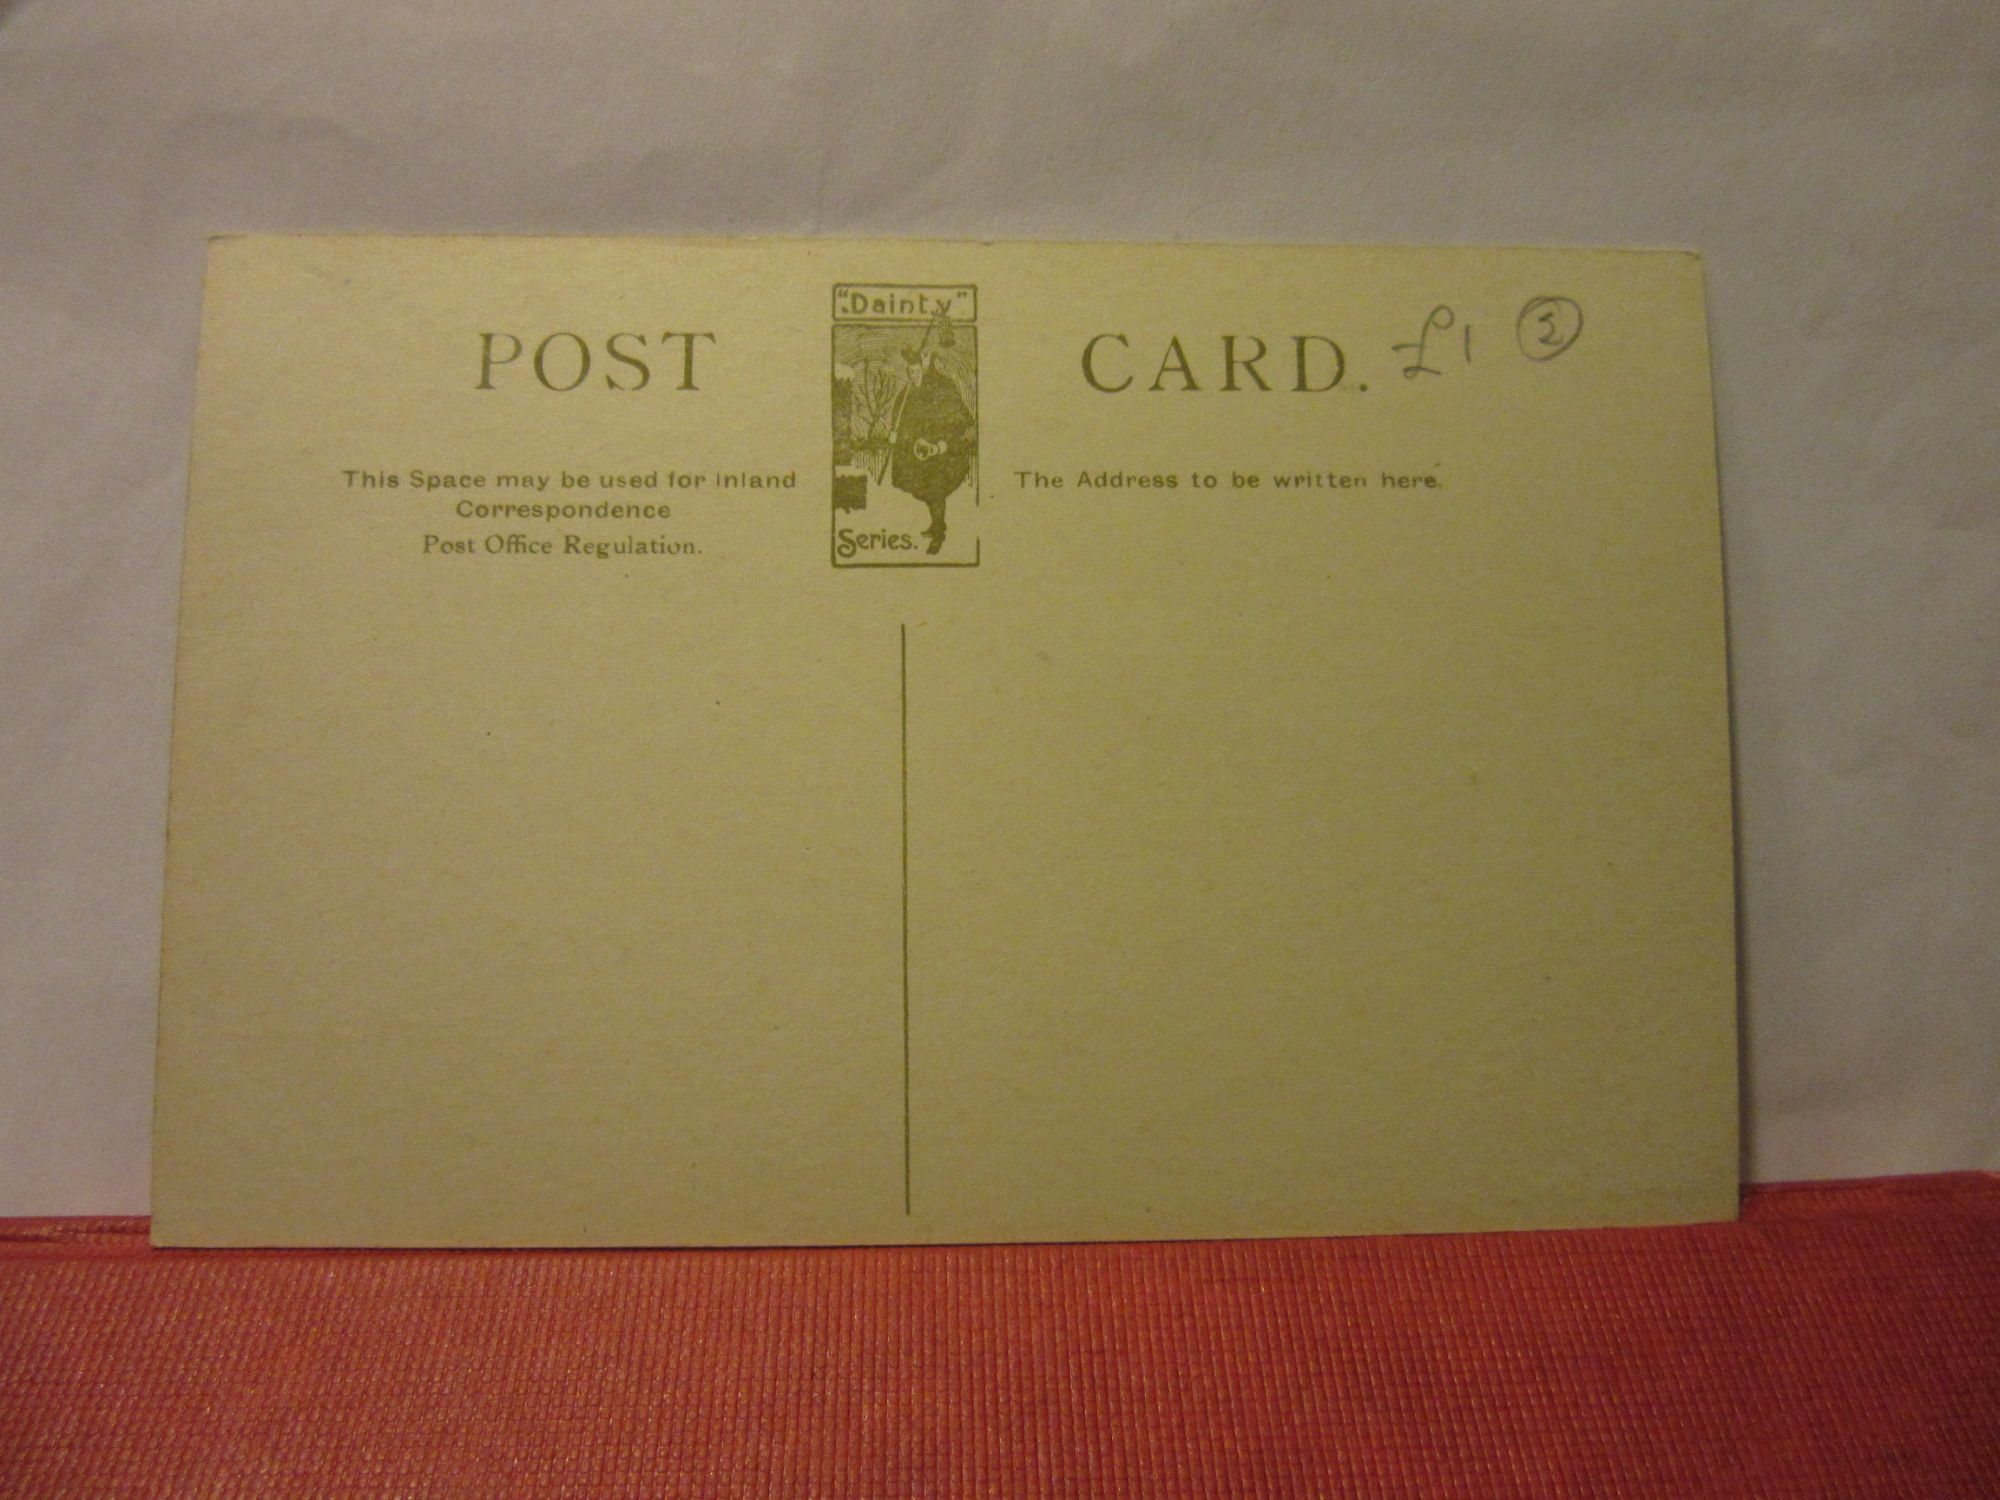 "Dainty"
POST CARD. £1 2
This Space may be used for Inland
Correspondence
Post Office Regulation.
The Address to be written here.
Series.